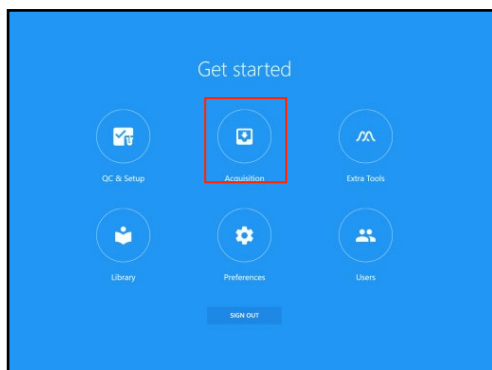 Get started
QC & Setup
Acquisition
Extra Tools
Library
Preferences
Users
SIGN OUT